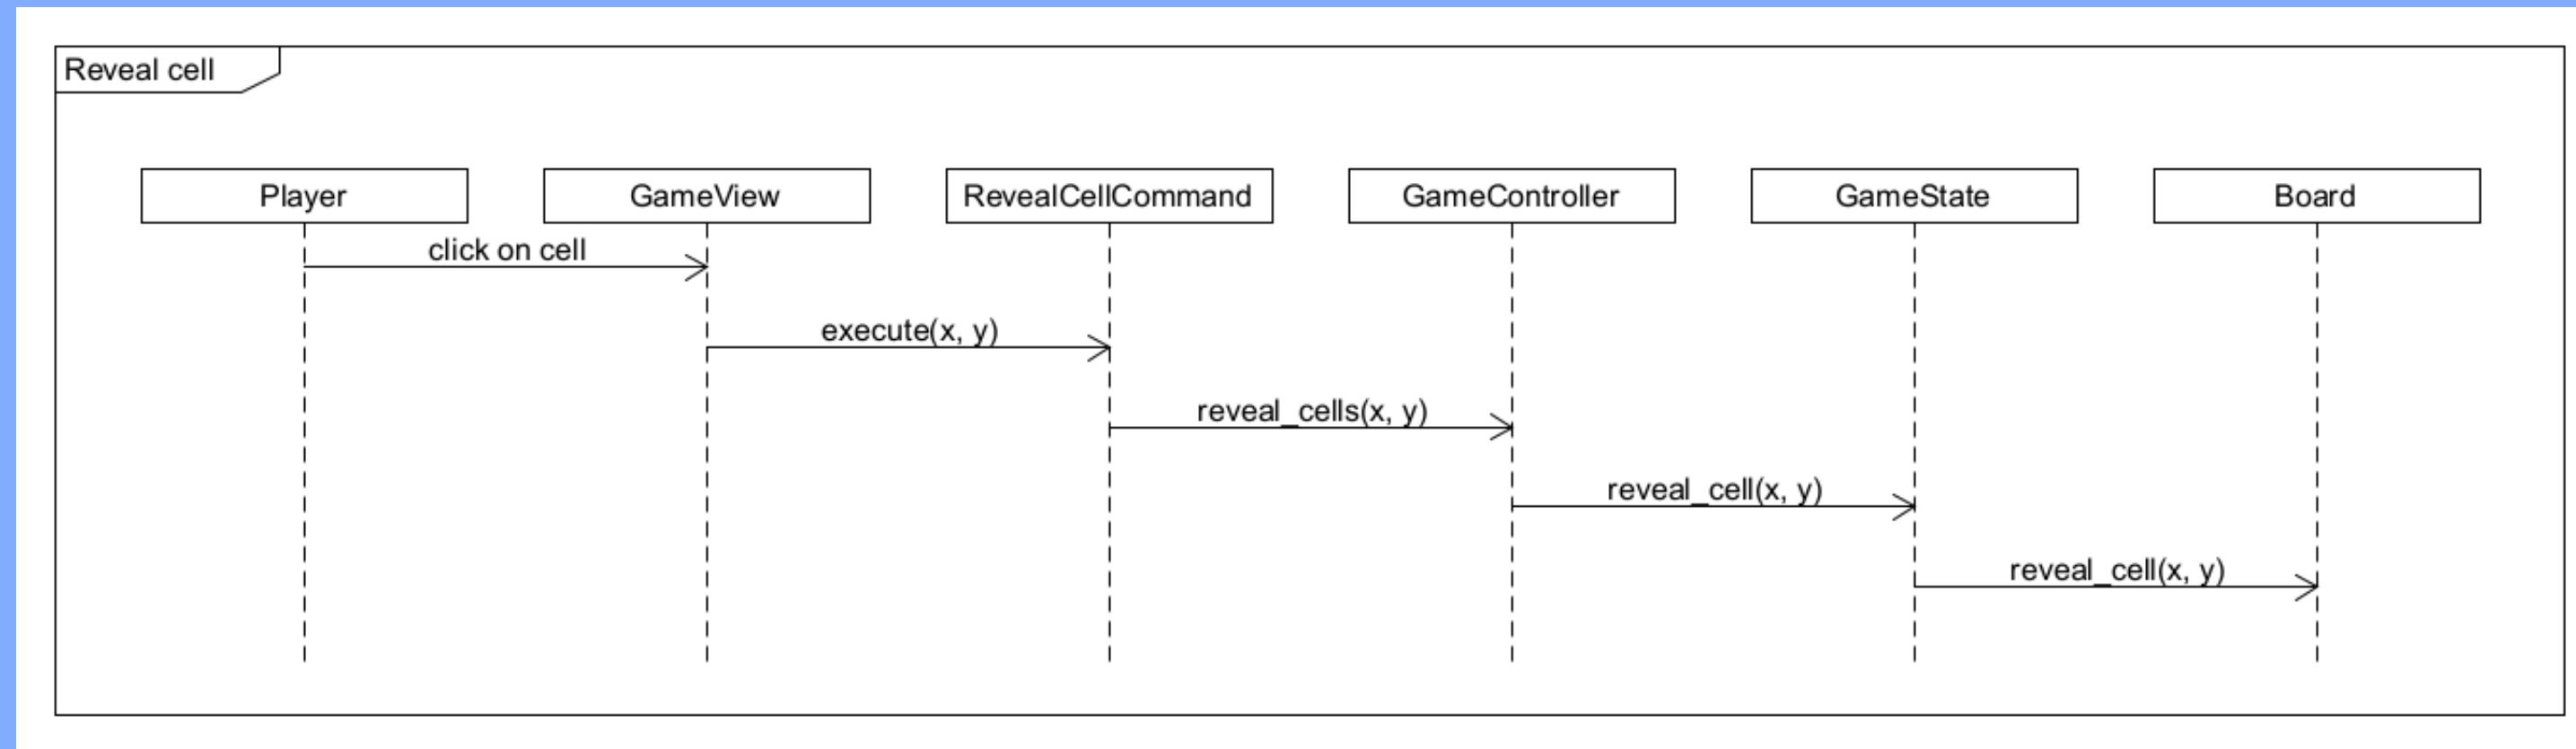 Reveal cell
Player
GameView
RevealCellCommand
GameController
GameState
Board
click on cell
execute(x, y)
reveal_cells(x, y)
reveal_cell(x, y)
reveal_cell(x, y)